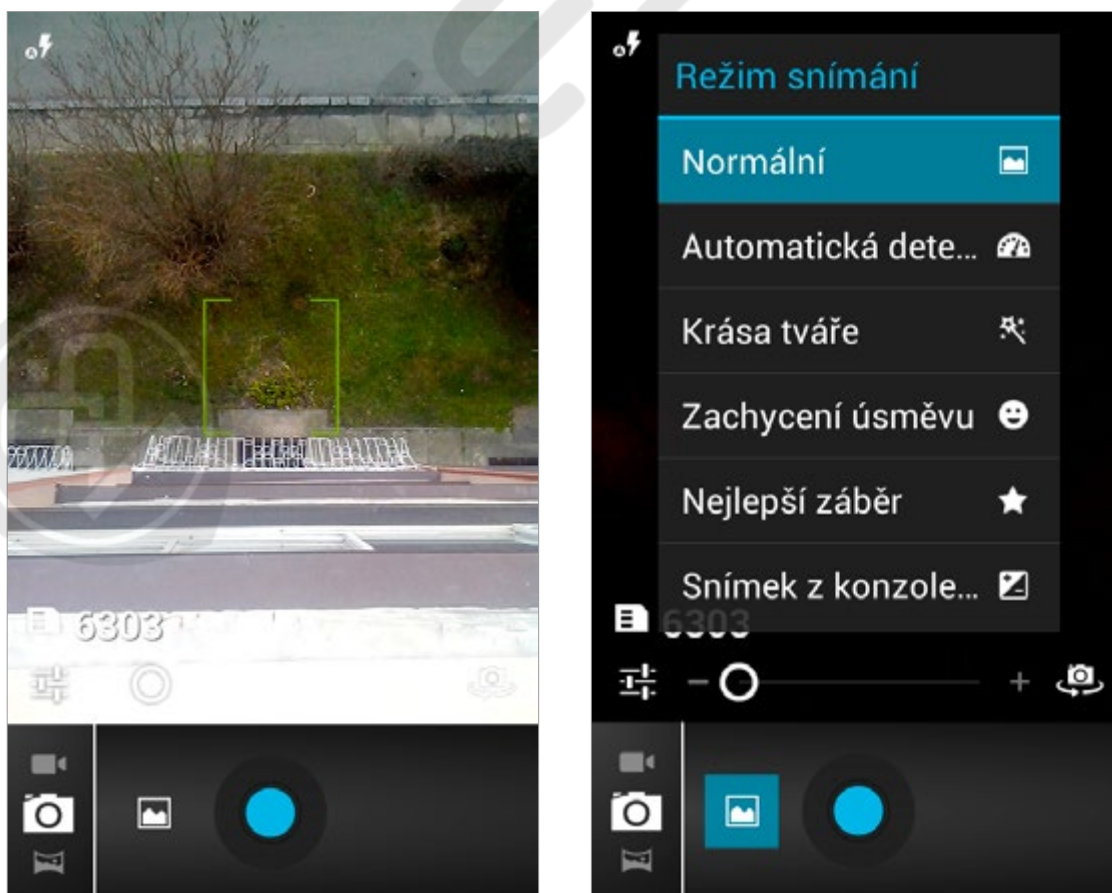 6303
Režim snímání
Normální
Automatická dete...
Krása tváře
Zachycení úsměvu
Nejlepší záběr
Snímek z konzole...
6303